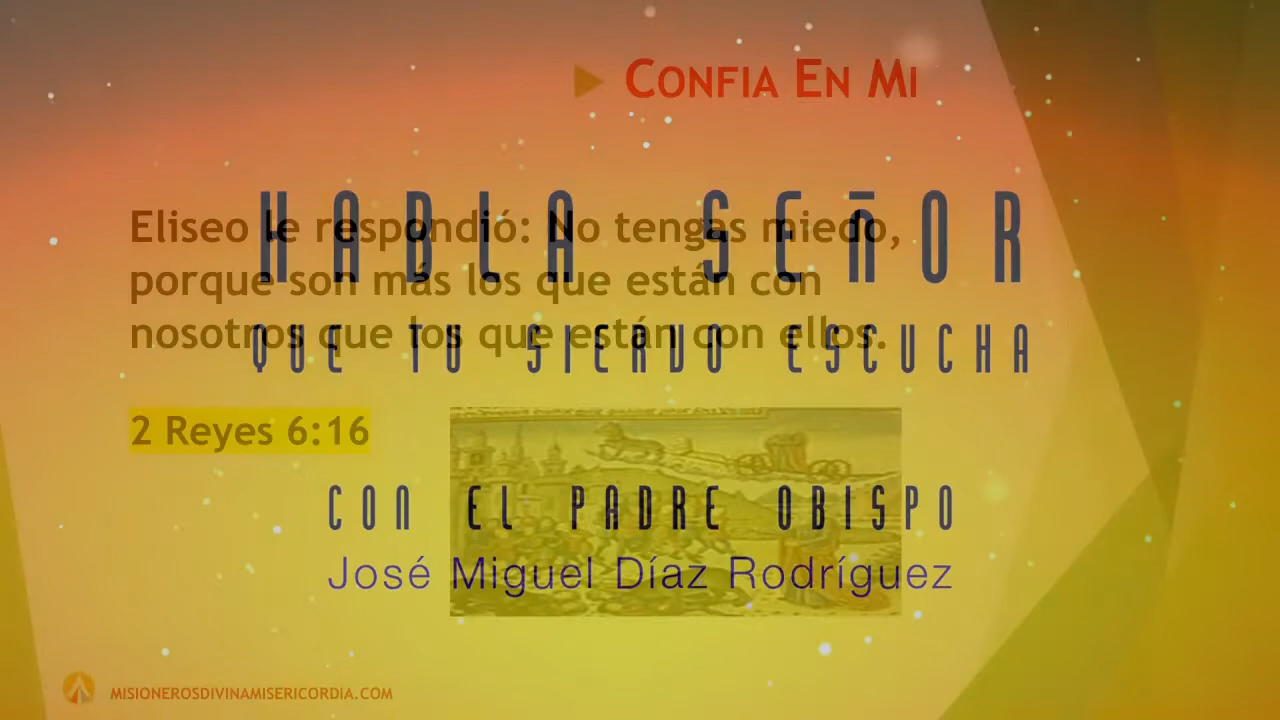 CONFIA EN MI
HABLA SEÑOR
Eliseo le respondió: No tengas miedo,
porque son más los que están con
nosotros que los que están con ellos.
QUE TU SIERVO ESCUCHA
2 Reyes 6:16
CON EL PADRE OBISPO
José Miguel Díaz Rodríguez
MISIONEROSDIVINAMISERICORDIA.COM